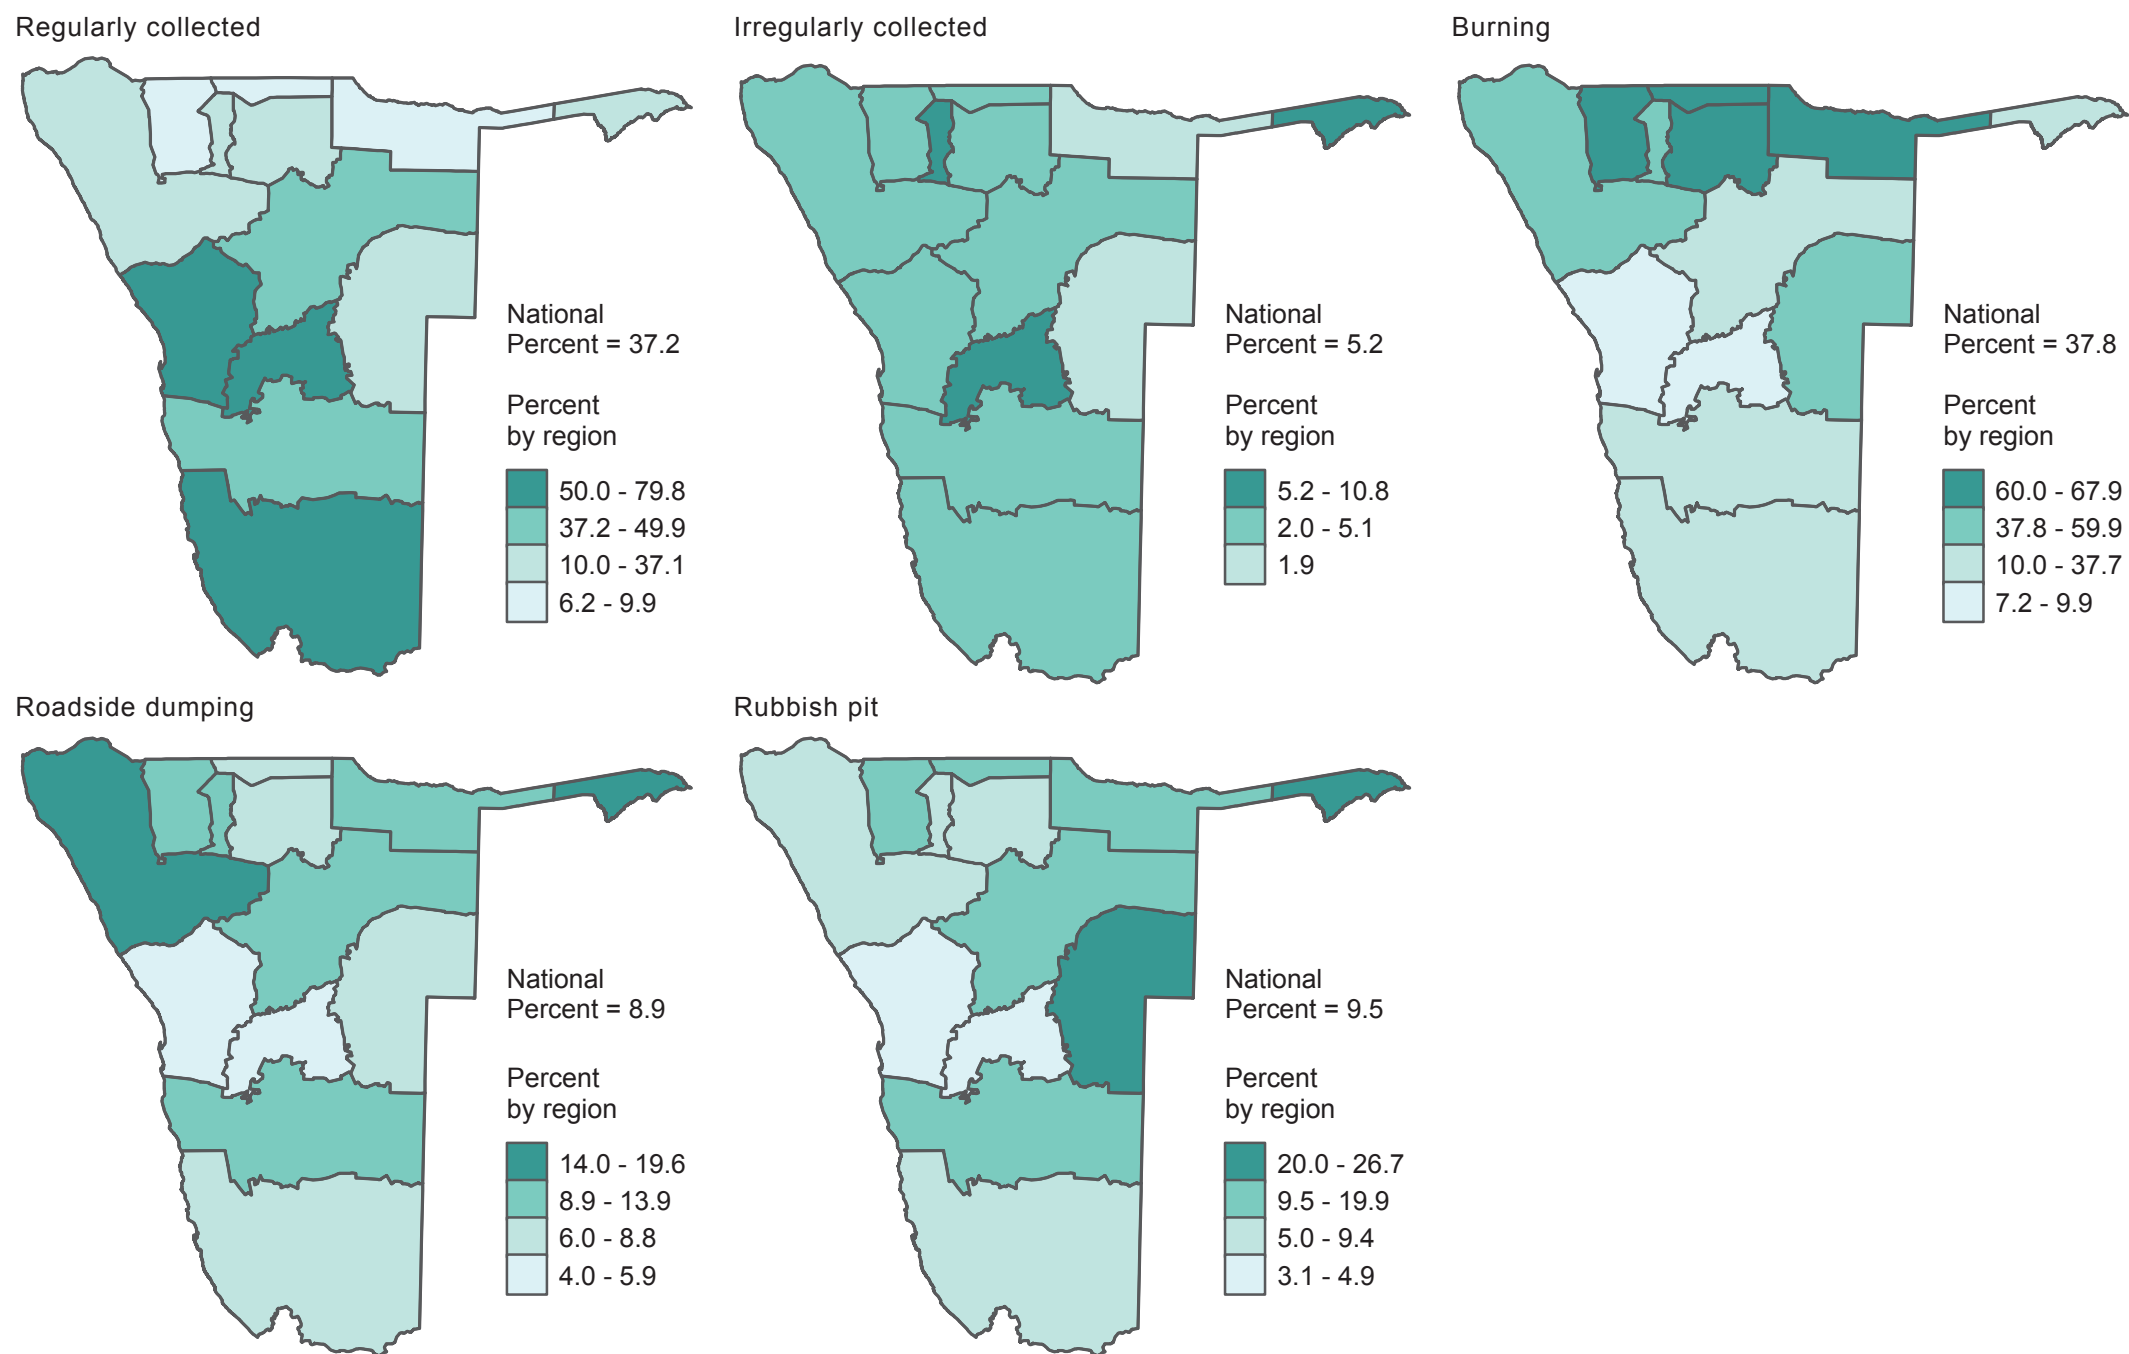 Regularly collected
National
Percent = 37.2
Percent
by region
50.0 - 79.8
37.2 - 49.9
10.0 - 37.1
6.2 - 9.9
Irregularly collected
National
Percent = 5.2
Percent
by region
5.2 - 10.8
2.0 - 5.1
1.9
Burning
National
Percent = 37.8
Percent
by region
60.0 - 67.9
37.8 - 59.9
10.0 - 37.7
7.2 - 9.9
Roadside dumping
National
Percent = 8.9
Percent
by region
14.0 - 19.6
8.9 - 13.9
6.0 - 8.8
4.0 - 5.9
Rubbish pit
National
Percent = 9.5
Percent
by region
20.0 - 26.7
9.5 - 19.9
5.0 - 9.4
3.1 - 4.9